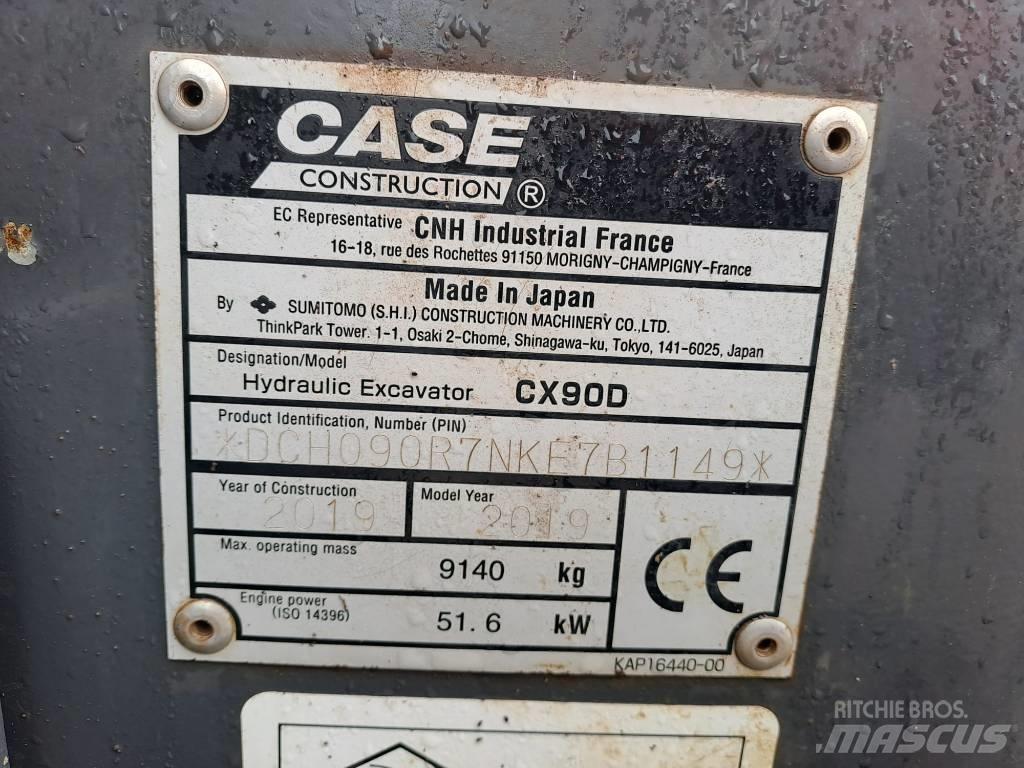 CASE
CONSTRUCTION ®
EC Representative CNH Industrial France
16-18, rue des Rochettes 91150 MORIGNY-CHAMPIGNY-France
Made In Japan
By SUMITOMO (S.H.I.) CONSTRUCTION MACHINERY CO.,LTD.
ThinkPark Tower. 1-1, Osaki 2-Chome, Shinagawa-ku, Tokyo, 141-6025, Japan
Designation/Model
Hydraulic Excavator CX90D
Product Identification, Number (PIN)
*DCH090R7NKE7B1149*
Year of Construction Model Year
2019 2019
Max. operating mass
9140 kg
Engine power
(ISO 14396) 51.6 kW
CE
KAP16440-00
RITCHIE BROS.
MASCUS